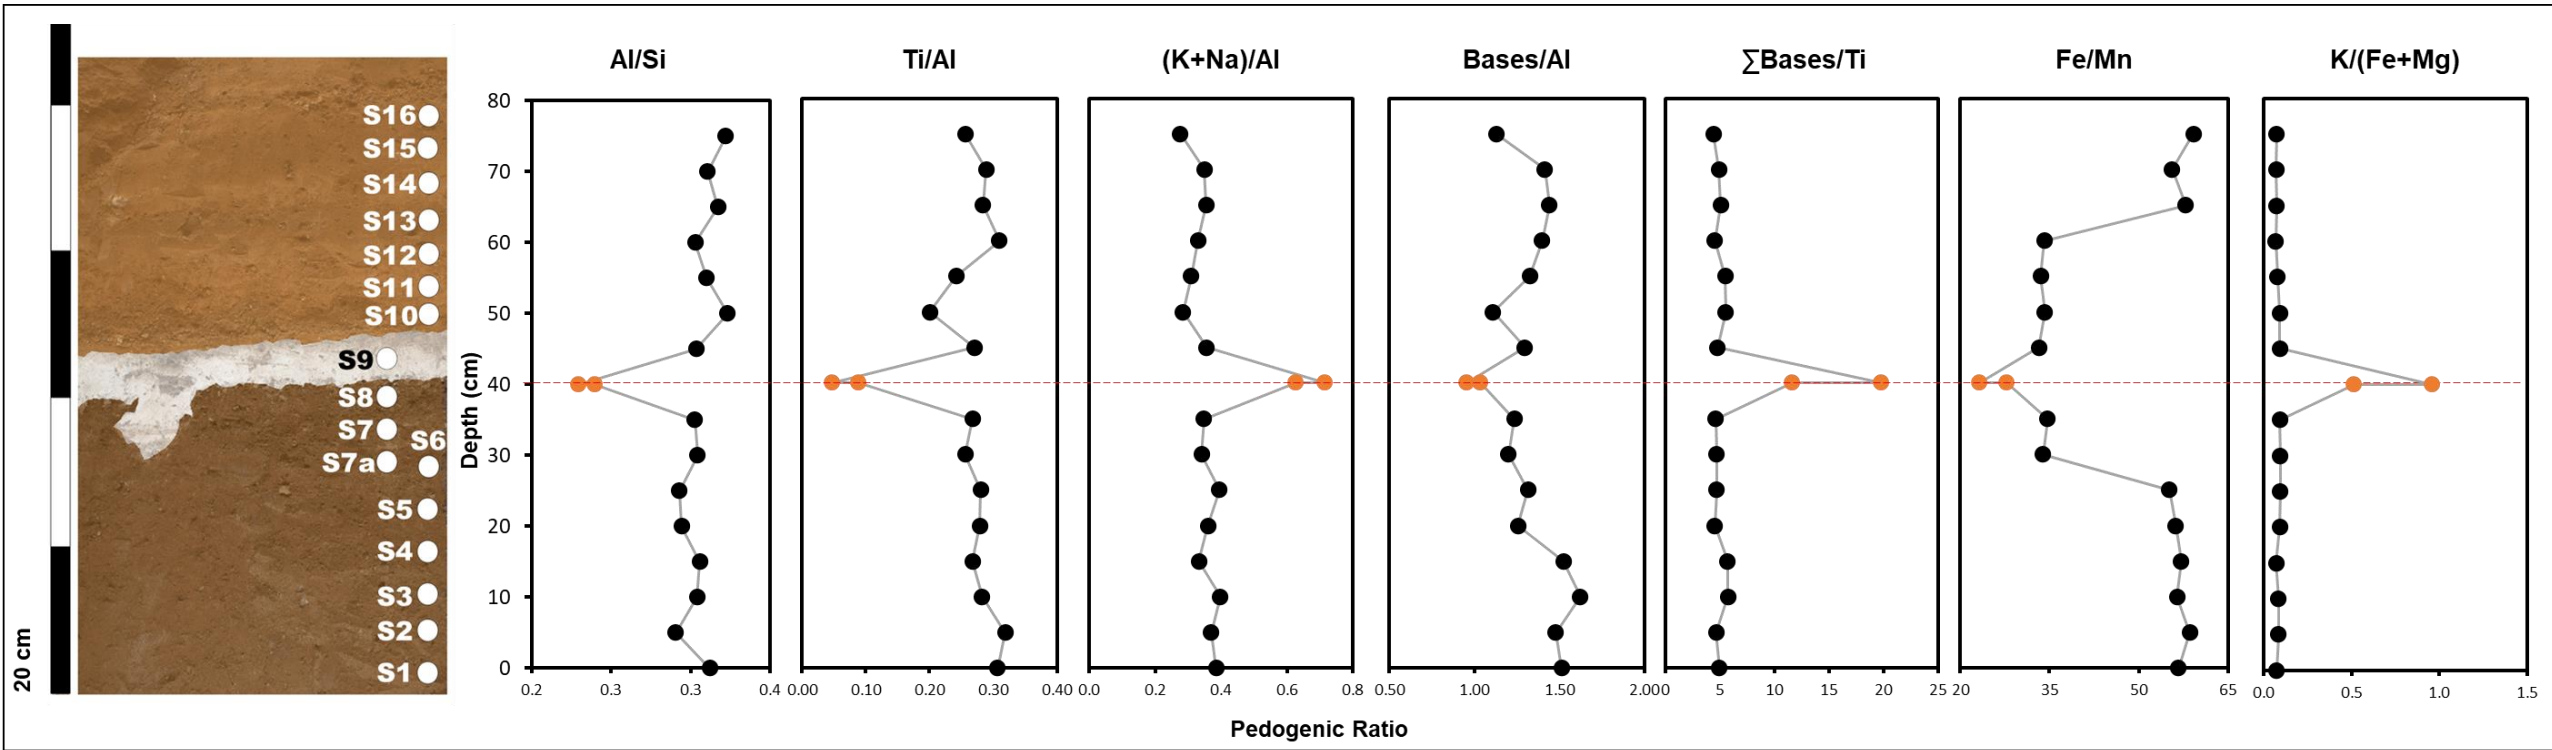 Al/Si
Ti/Al
(K+Na)/Al
Bases/Al
∑Bases/Ti
Fe/Mn
K/(Fe+Mg)
S16
S15
S14
S13
S12
S11
S10
S9
S8
S7
S6
S7a
S5
S4
S3
S2
S1
20 cm
Depth (cm)
80
70
60
50
40
30
20
10
0
0.2 0.3 0.3 0.4
0.00 0.10 0.20 0.30 0.40
0.0 0.2 0.4 0.6 0.8
0.50 1.00 1.50 2.00
0 5 10 15 20 25
20 35 50 65
0.0 0.5 1.0 1.5
Pedogenic Ratio